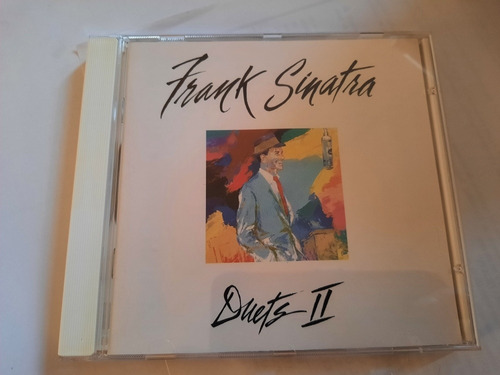 Frank Sinatra
Duets II